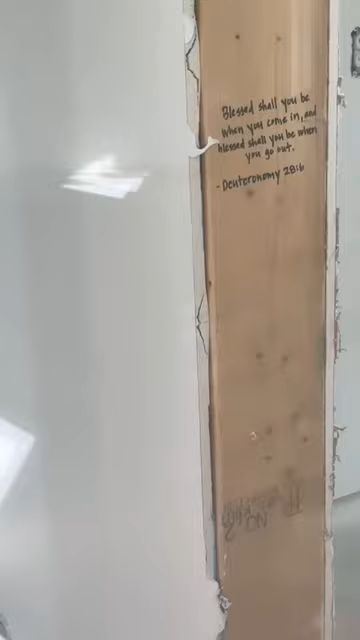 Blessed shall you be
when you come in, and
blessed shall you be when
you go out.
- Deuteronomy 28:6